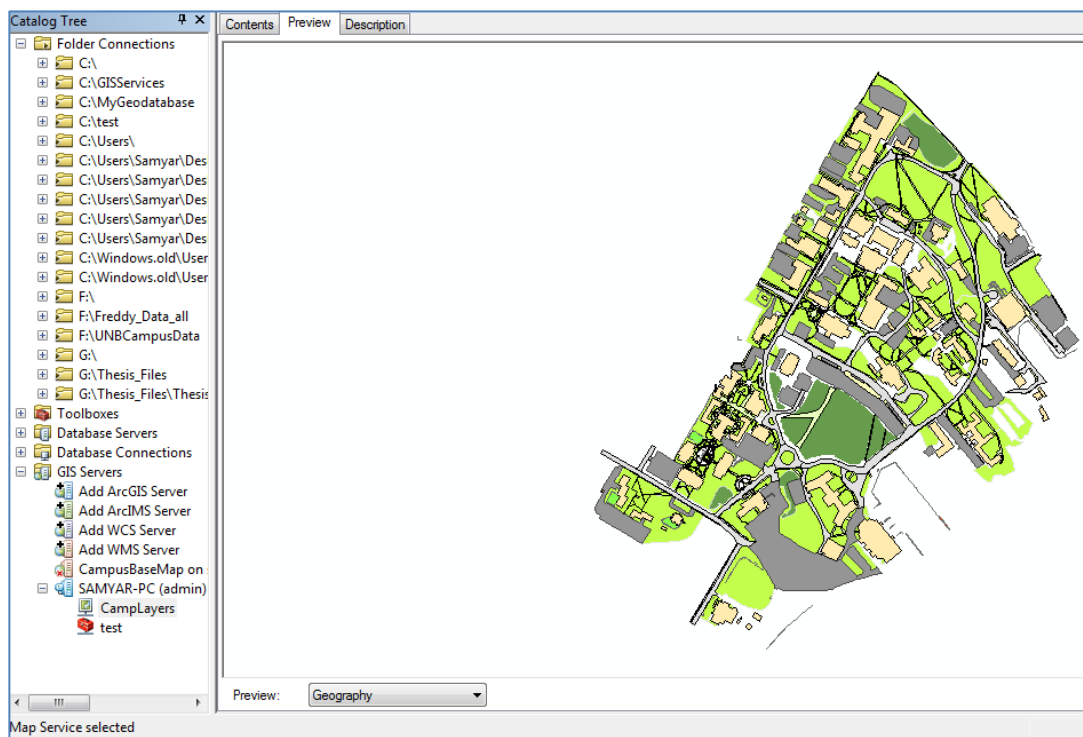 Catalog Tree
Contents
Preview
Description
Folder Connections
C:\
C:\GISServices
C:\MyGeodatabase
C:\test
C:\Users\
C:\Users\Samyar\Des
C:\Users\Samyar\Des
C:\Users\Samyar\Des
C:\Users\Samyar\Des
C:\Users\Samyar\Des
C:\Windows.old\User
C:\Windows.old\User
F:\
F:\Freddy_Data_all
F:\UNBCampusData
G:\
G:\Thesis_Files
G:\Thesis_Files\Thesis
Toolboxes
Database Servers
Database Connections
GIS Servers
Add ArcGIS Server
Add ArcIMS Server
Add WCS Server
Add WMS Server
CampusBaseMap on
SAMYAR-PC (admin)
CampLayers
test
Preview:
Geography
Map Service selected